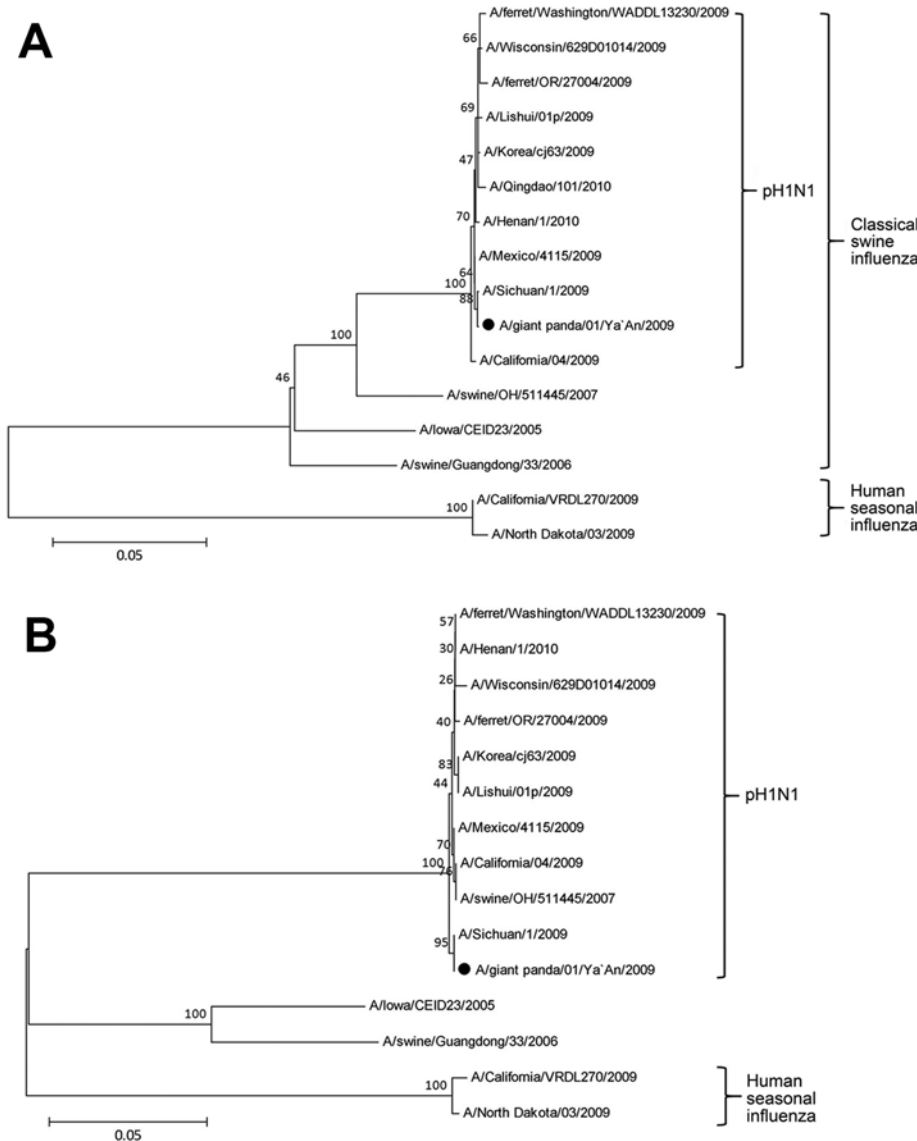 A
A/ferret/Washington/WADDL13230/2009
66
A/Wisconsin/629D01014/2009
A/ferret/OR/27004/2009
69
A/Lishui/01p/2009
A/Korea/cj63/2009
47
A/Qingdao/101/2010
70
A/Henan/1/2010
A/Mexico/4115/2009
64
100
A/Sichuan/1/2009
88
A/giant panda/01/Ya`An/2009
A/California/04/2009
pH1N1
Classical
swine
influenza
100
46
A/swine/OH/511445/2007
A/Iowa/CEID23/2005
A/swine/Guangdong/33/2006
100
A/California/VRDL270/2009
A/North Dakota/03/2009
Human
seasonal
influenza
0.05
B
A/ferret/Washington/WADDL13230/2009
57
30
A/Henan/1/2010
26
A/Wisconsin/629D01014/2009
40
A/ferret/OR/27004/2009
A/Korea/cj63/2009
83
44
A/Lishui/01p/2009
A/Mexico/4115/2009
70
100
A/California/04/2009
76
A/swine/OH/511445/2007
A/Sichuan/1/2009
95
A/giant panda/01/Ya`An/2009
pH1N1
A/Iowa/CEID23/2005
100
A/swine/Guangdong/33/2006
A/California/VRDL270/2009
100
A/North Dakota/03/2009
Human
seasonal
influenza
0.05